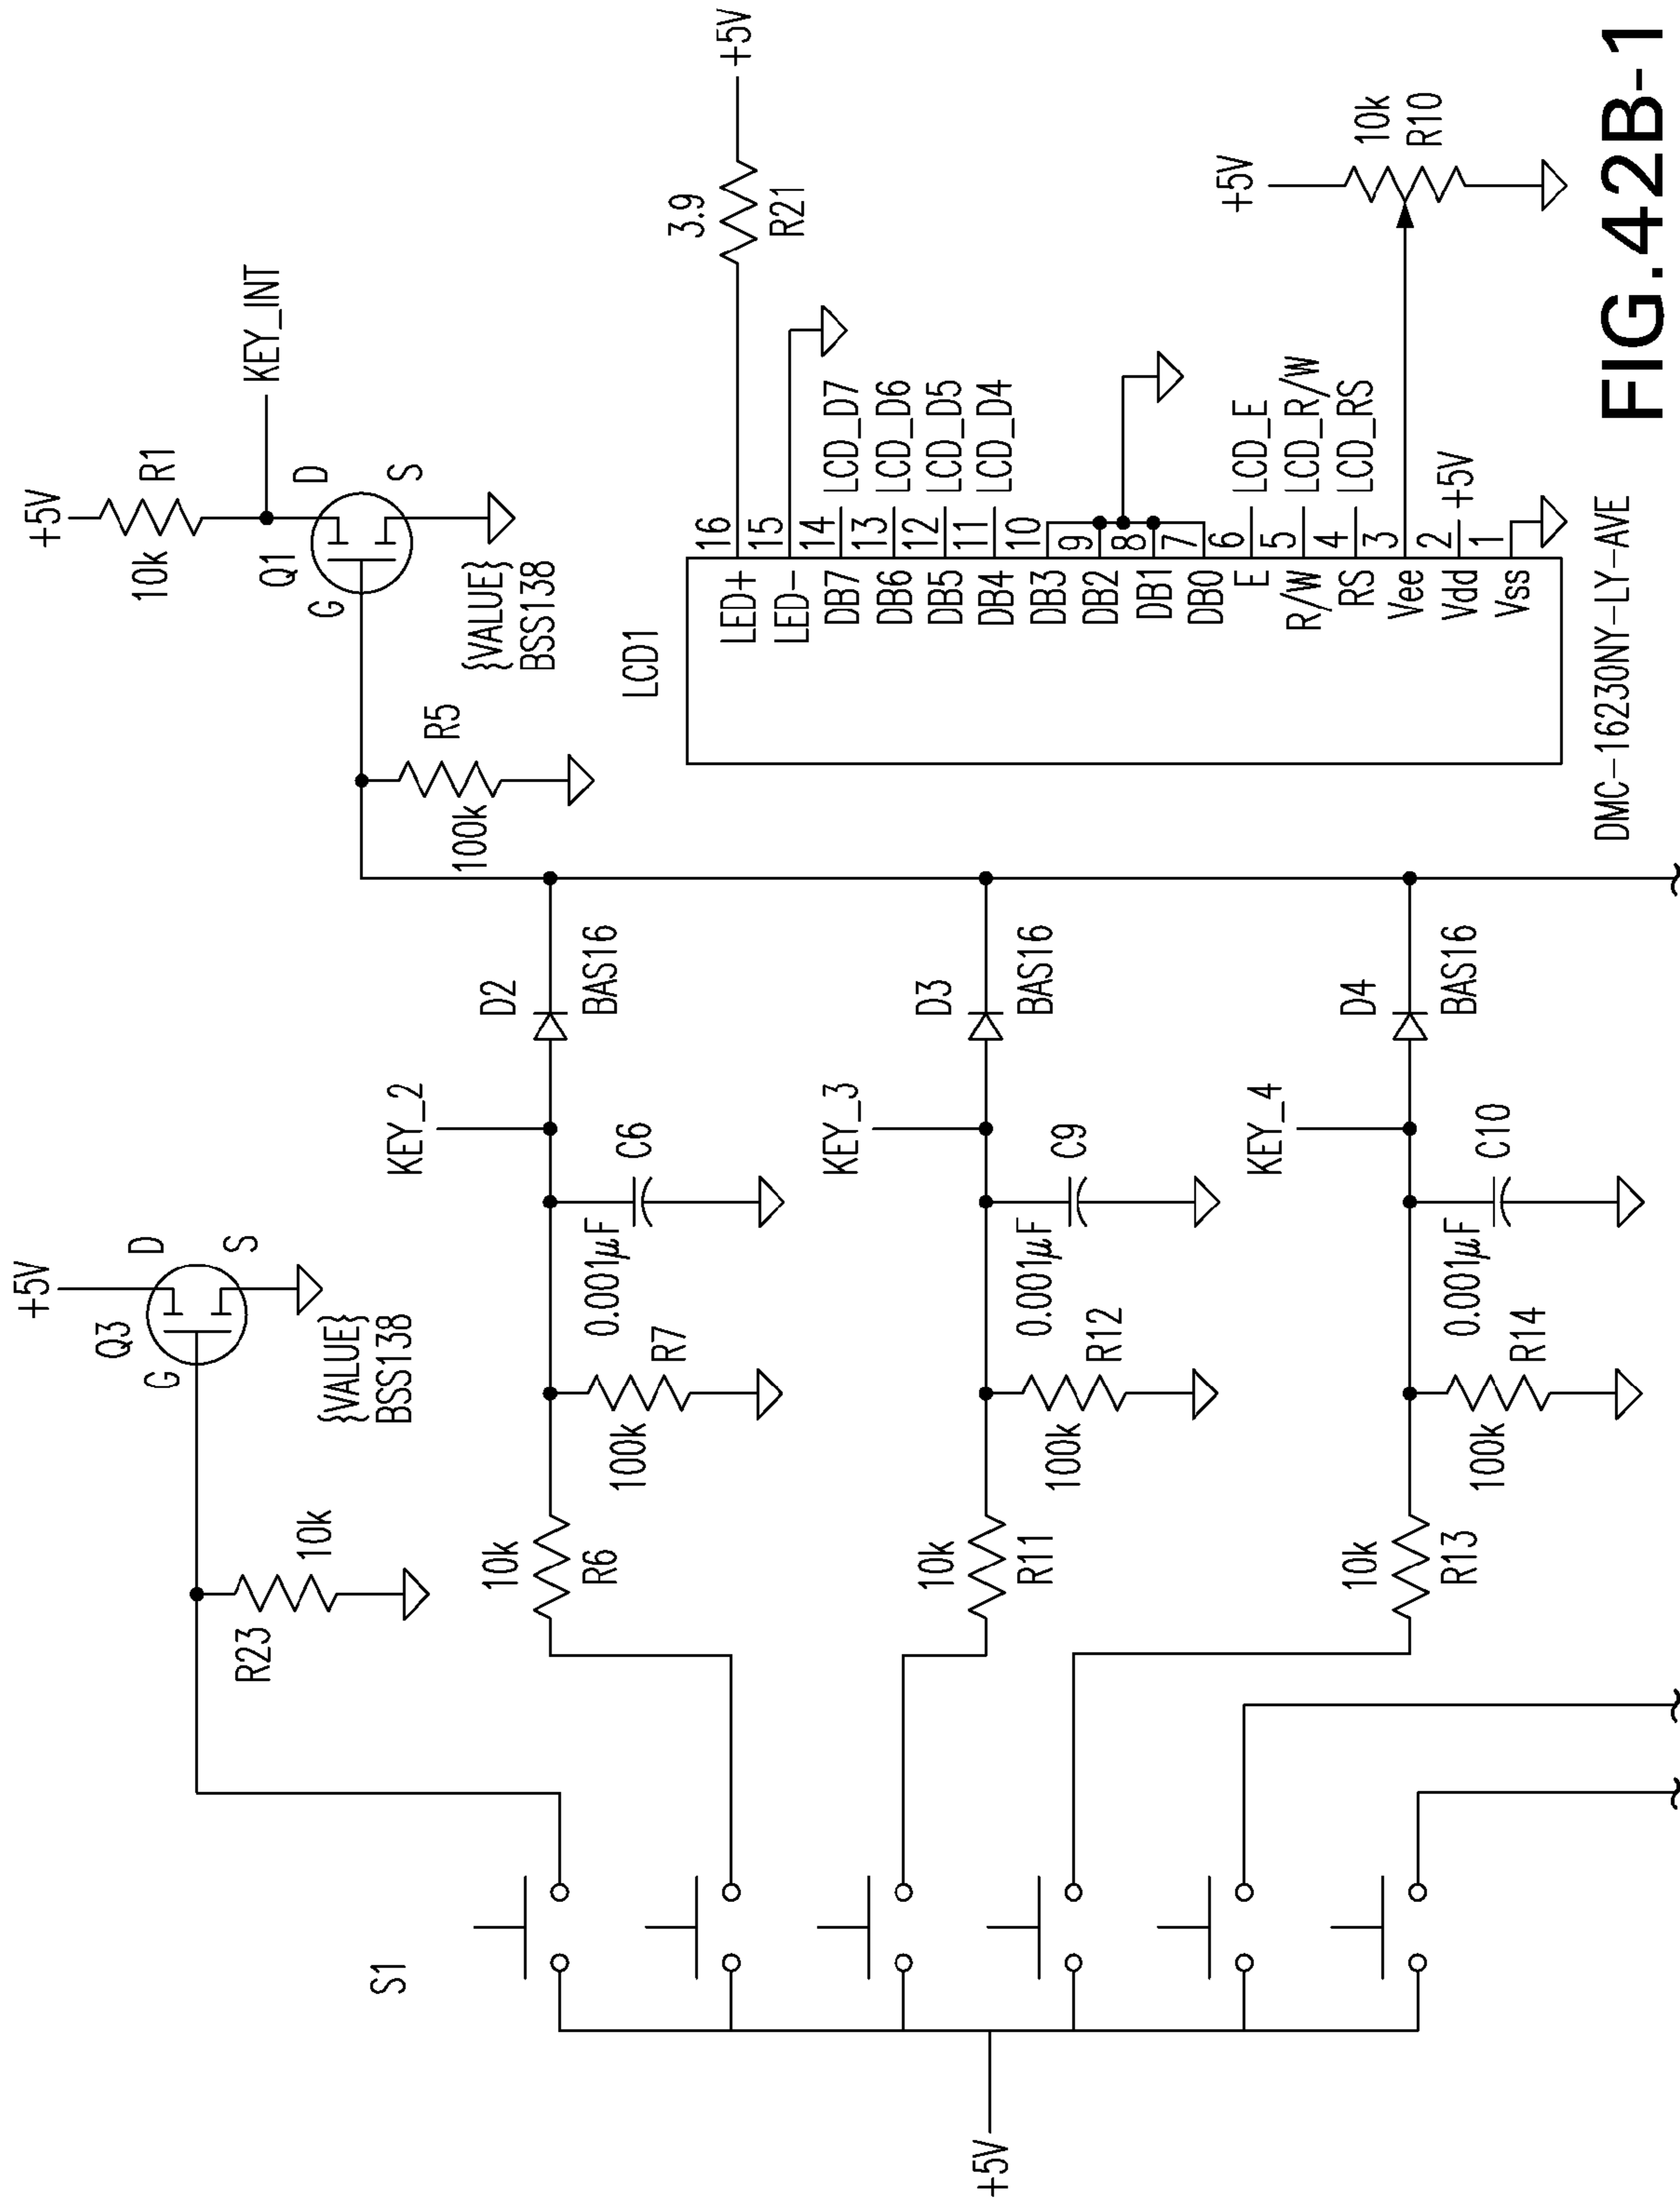 +5V
S1
R23
10k
G
Q3
+5V
D
S
{VALUE}
BSS138
10k
R6
100k
R7
0.001μF
C6
KEY_2
D2
BAS16
10k
R11
100k
R12
0.001μF
C9
KEY_3
D3
BAS16
10k
R13
100k
R14
0.001μF
C10
KEY_4
D4
BAS16
100k
R5
+5V
10k
R1
Q1
G
D
S
KEY_INT
{VALUE}
BSS138
LCD1
LED+ 16
LED- 15
DB7 14 LCD_D7
DB6 13 LCD_D6
DB5 12 LCD_D5
DB4 11 LCD_D4
DB3 10
DB2 9
DB1 8
DB0 7
E 6 LCD_E
R/W 5 LCD_R/W
RS 4 LCD_RS
Vee 3
Vdd 2 +5V
Vss 1
DMC-16230NY-LY-AVE
3.9
R21
+5V
+5V
10k
R10
FIG.42B-1